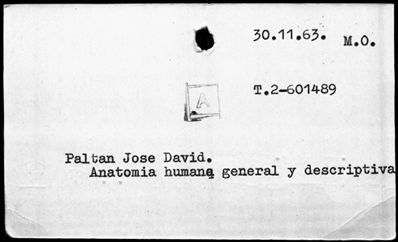 30.11.63. M.O.
A
T.2-601489
Paltan Jose David.
Anatomia humana general y descriptiva